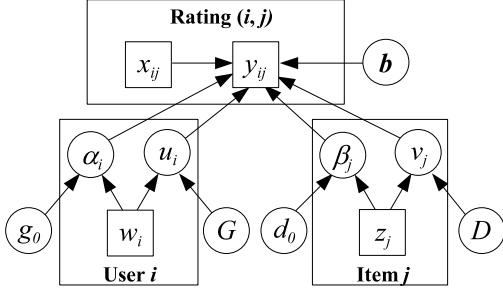 Rating (i, j)
x_ij y_ij b
α_i u_i β_j v_j
g_0 w_i G d_0 z_j D
User i Item j